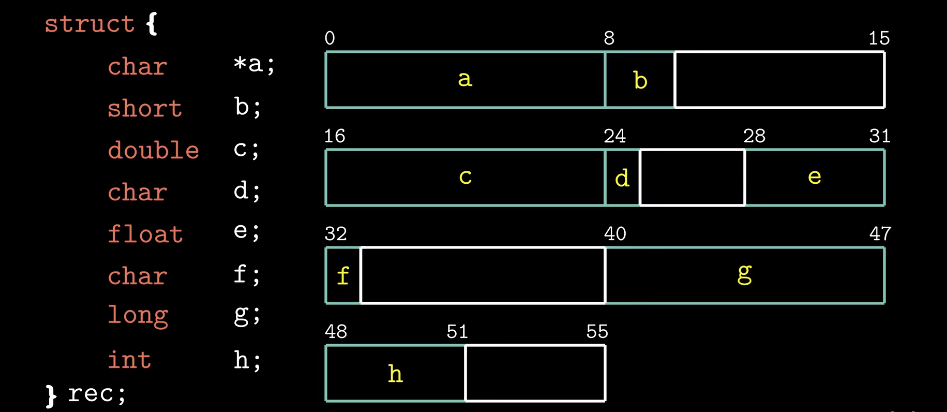 struct {
char *a;
short b;
double c;
char d;
float e;
char f;
long g;
int h;
} rec;
0 8 15
a b
16 24 28 31
c d e
32 40 47
f g
48 51 55
h